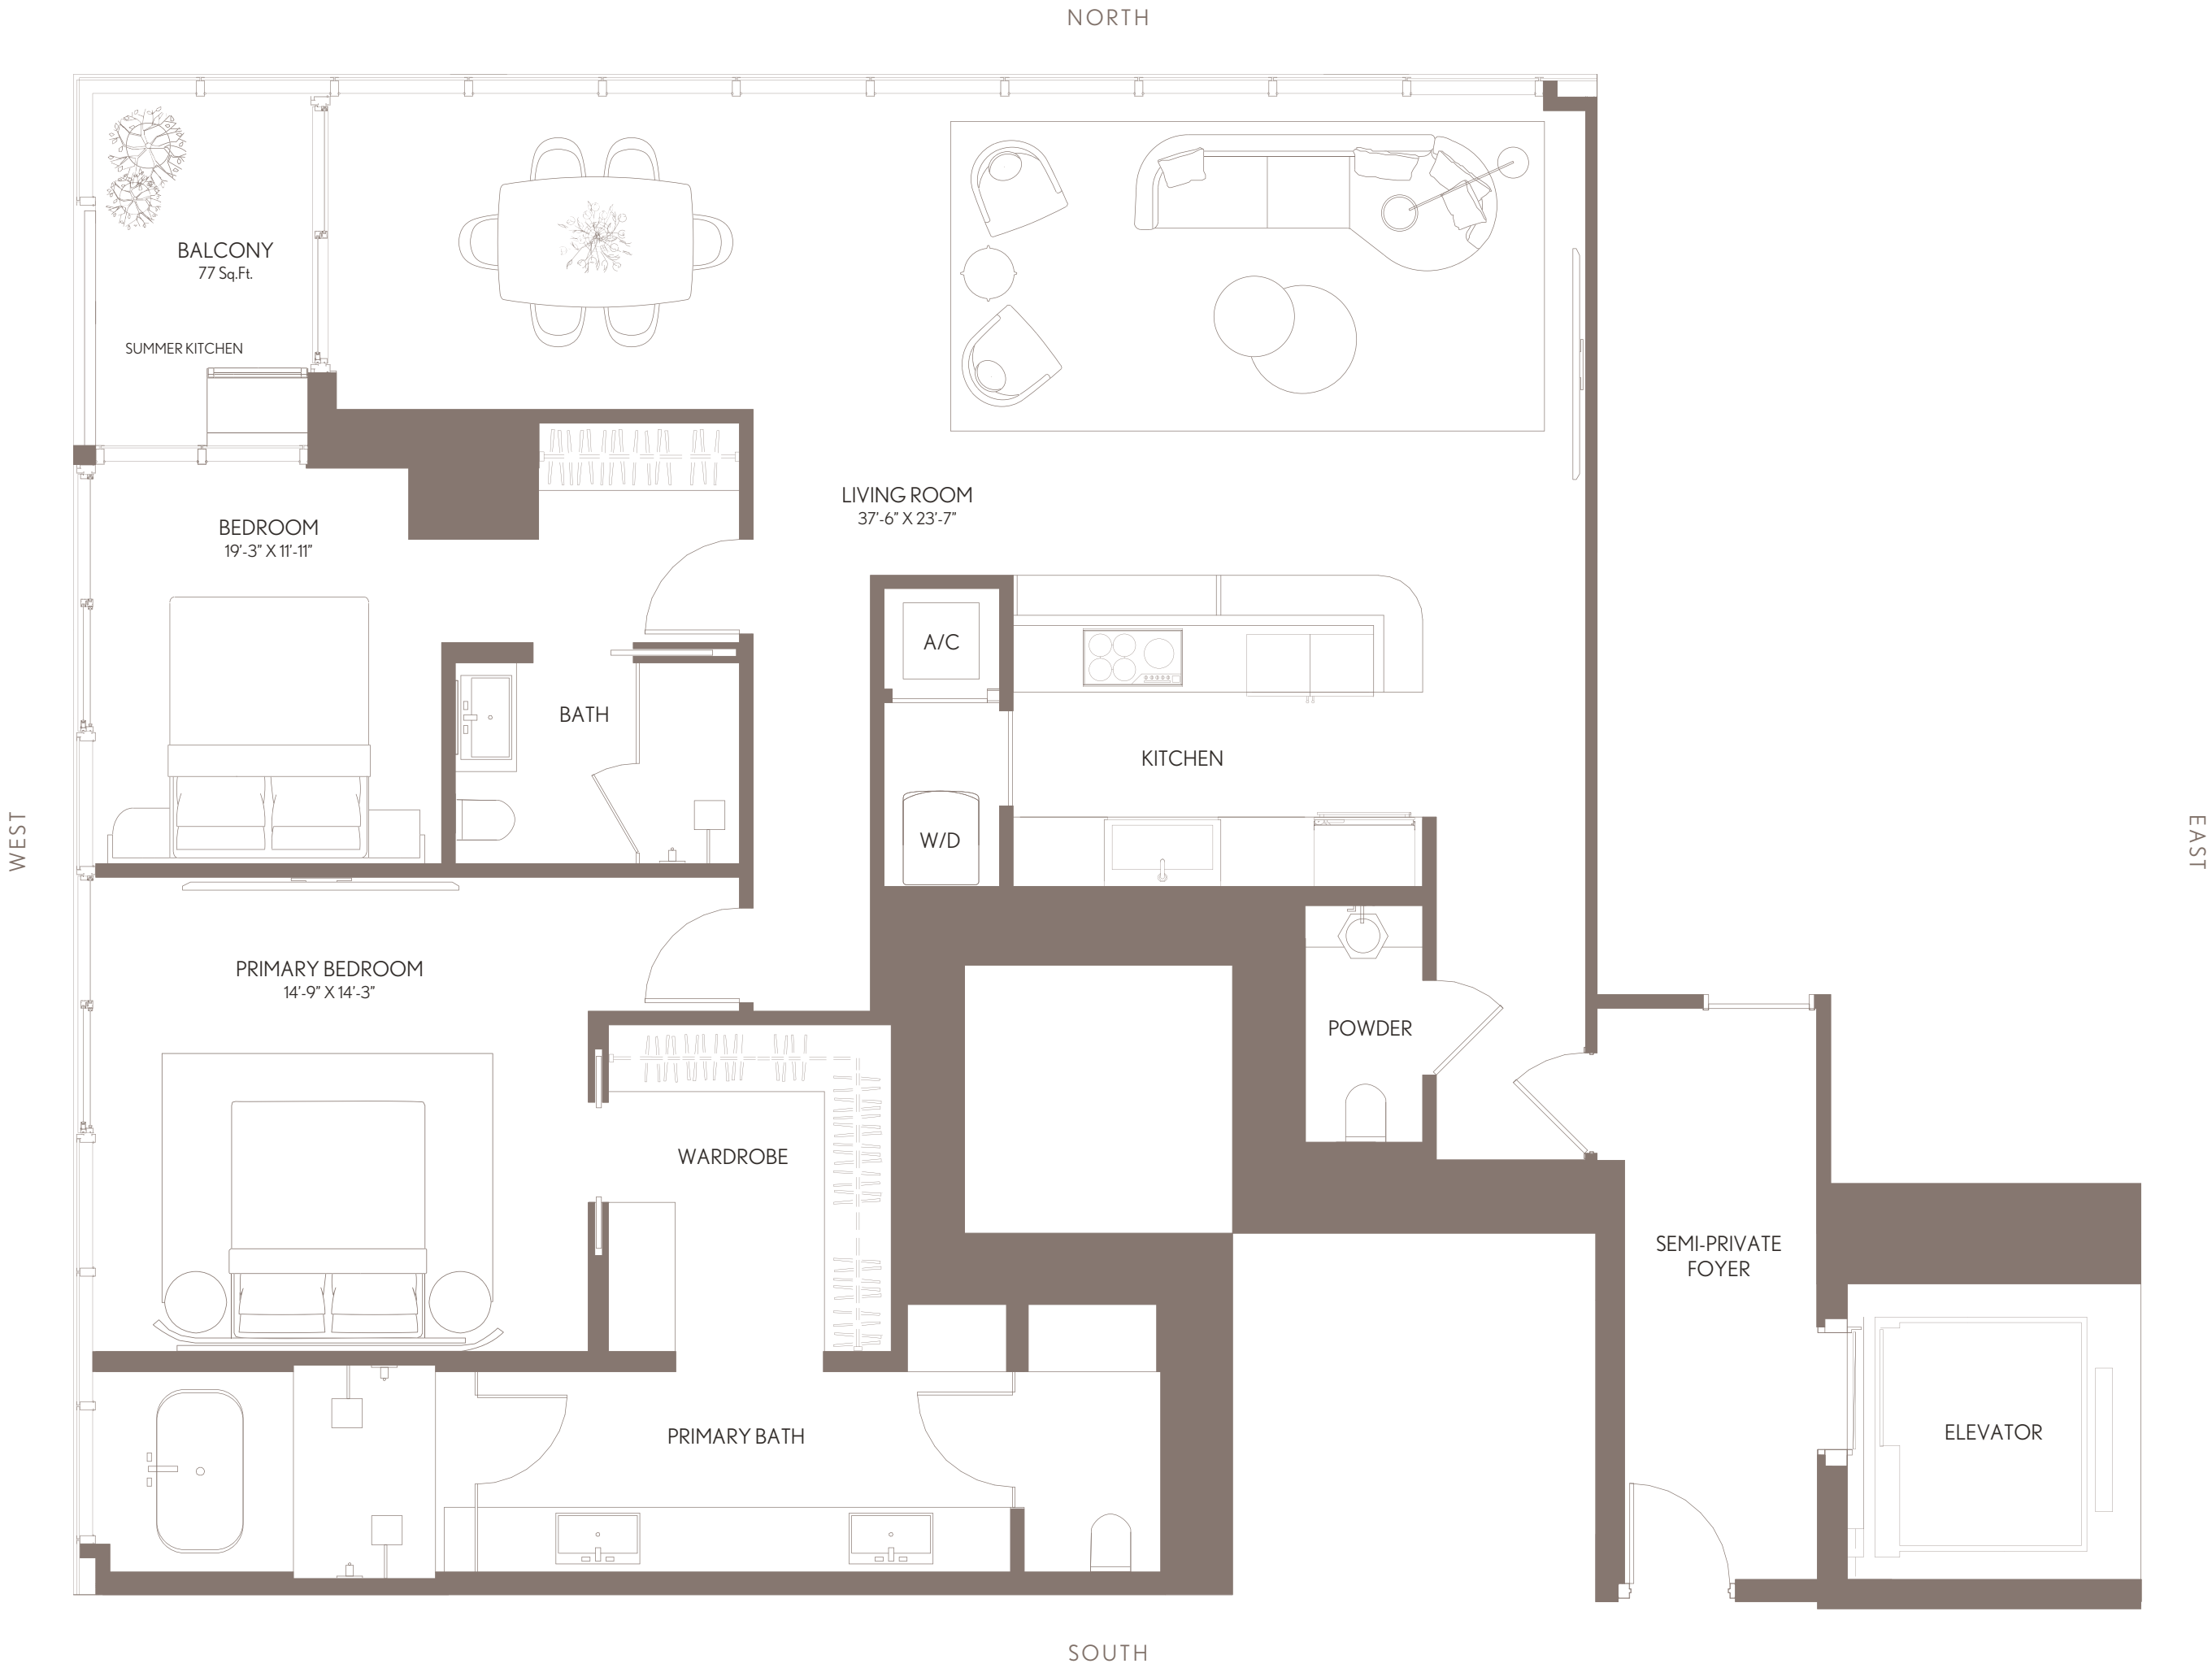 NORTH
BALCONY
77 Sq.Ft.
SUMMER KITCHEN
LIVING ROOM
37'-6" X 23'-7"
BEDROOM
19'-3" X 11'-11"
A/C
BATH
KITCHEN
WEST
W/D
EAST
PRIMARY BEDROOM
14'-9" X 14'-3"
POWDER
WARDROBE
SEMI-PRIVATE
FOYER
PRIMARY BATH
ELEVATOR
SOUTH